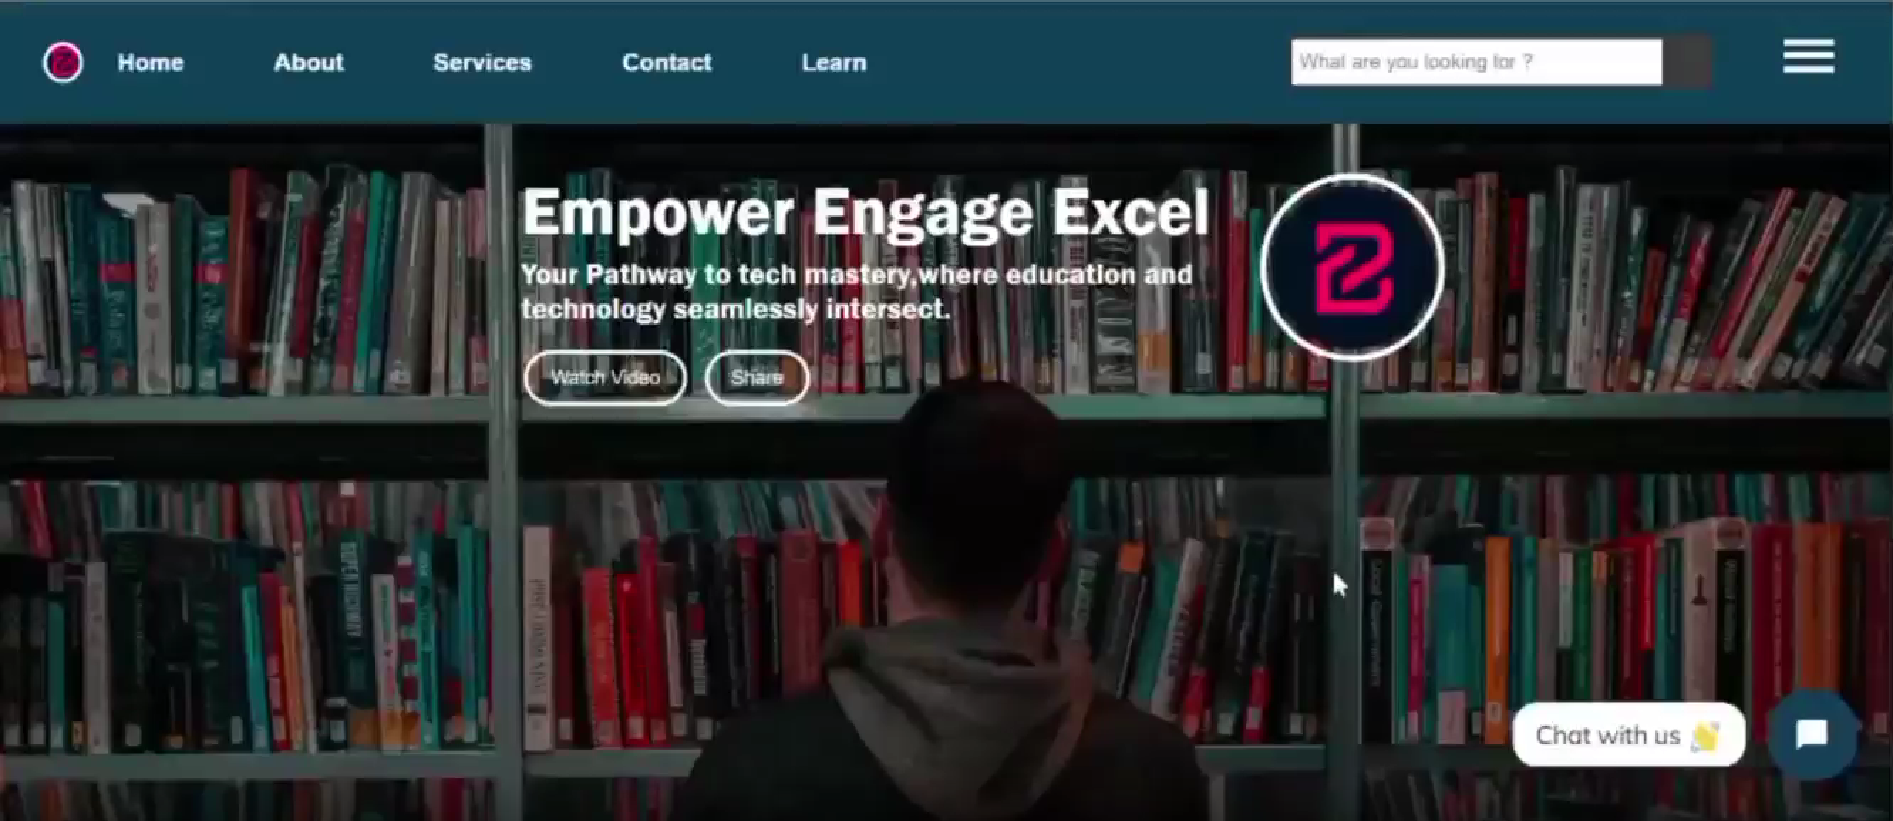 Home About Services Contact Learn
What are you looking for ?
Empower Engage Excel
Your Pathway to tech mastery,where education and
technology seamlessly intersect.
Watch Video Share
Chat with us 👋